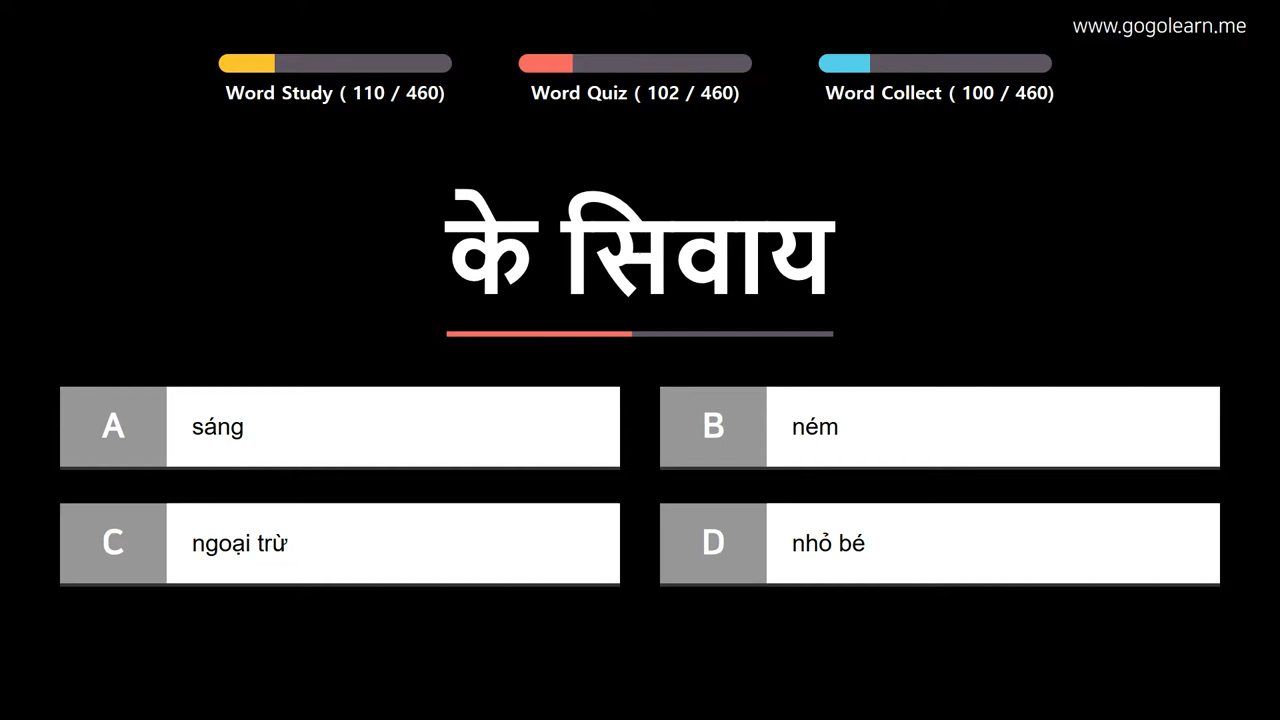 www.gogolearn.me
Word Study ( 110 / 460)
Word Quiz ( 102 / 460)
Word Collect ( 100 / 460)
के सिवाय
A sáng
B ném
C ngoại trừ
D nhỏ bé